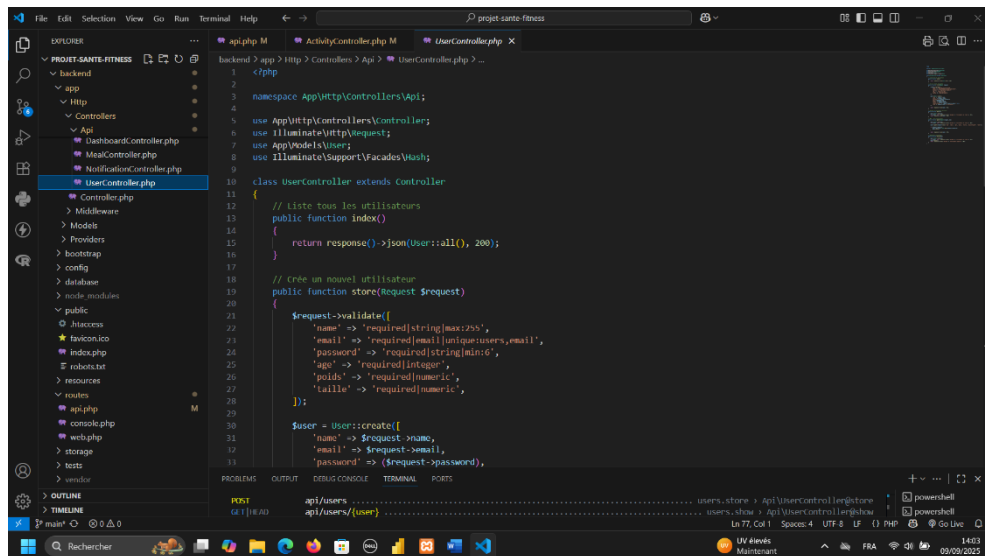 File Edit Selection View Go Run Terminal Help
projet-sante-fitness
EXPLORER
PROJET-SANTE-FITNESS
backend
app
Http
Controllers
Api
DashboardController.php
MealController.php
NotificationController.php
UserController.php
Controller.php
Middleware
Models
Providers
bootstrap
config
database
node_modules
public
.htaccess
favicon.ico
index.php
robots.txt
resources
routes
api.php M
console.php
web.php
storage
tests
vendor
OUTLINE
TIMELINE
api.php M ActivityController.php M UserController.php
backend > app > Http > Controllers > Api > UserController.php > ...
1 <?php
2
3 namespace App\Http\Controllers\Api;
4
5 use App\Http\Controllers\Controller;
6 use Illuminate\Http\Request;
7 use App\Models\User;
8 use Illuminate\Support\Facades\Hash;
9
10 class UserController extends Controller
11 {
12 // Liste tous les utilisateurs
13 public function index()
14 {
15 return response()->json(User::all(), 200);
16 }
17
18 // Crée un nouvel utilisateur
19 public function store(Request $request)
20 {
21 $request->validate([
22 'name' => 'required|string|max:255',
23 'email' => 'required|email|unique:users,email',
24 'password' => 'required|string|min:6',
25 'age' => 'required|integer',
26 'poids' => 'required|numeric',
27 'taille' => 'required|numeric',
28 ]);
29
30 $user = User::create([
31 'name' => $request->name,
32 'email' => $request->email,
33 'password' => ($request->password),
PROBLEMS OUTPUT DEBUG CONSOLE TERMINAL PORTS
POST api/users ........ users.store › Api\UserController@store
GET|HEAD api/users/{user} ........ users.show › Api\UserController@show
powershell
powershell
main* 0 0 Ln 77, Col 1 Spaces: 4 UTF-8 LF {} PHP Go Live
Rechercher
UV élevés
Maintenant
FRA
14:03
09/09/2025